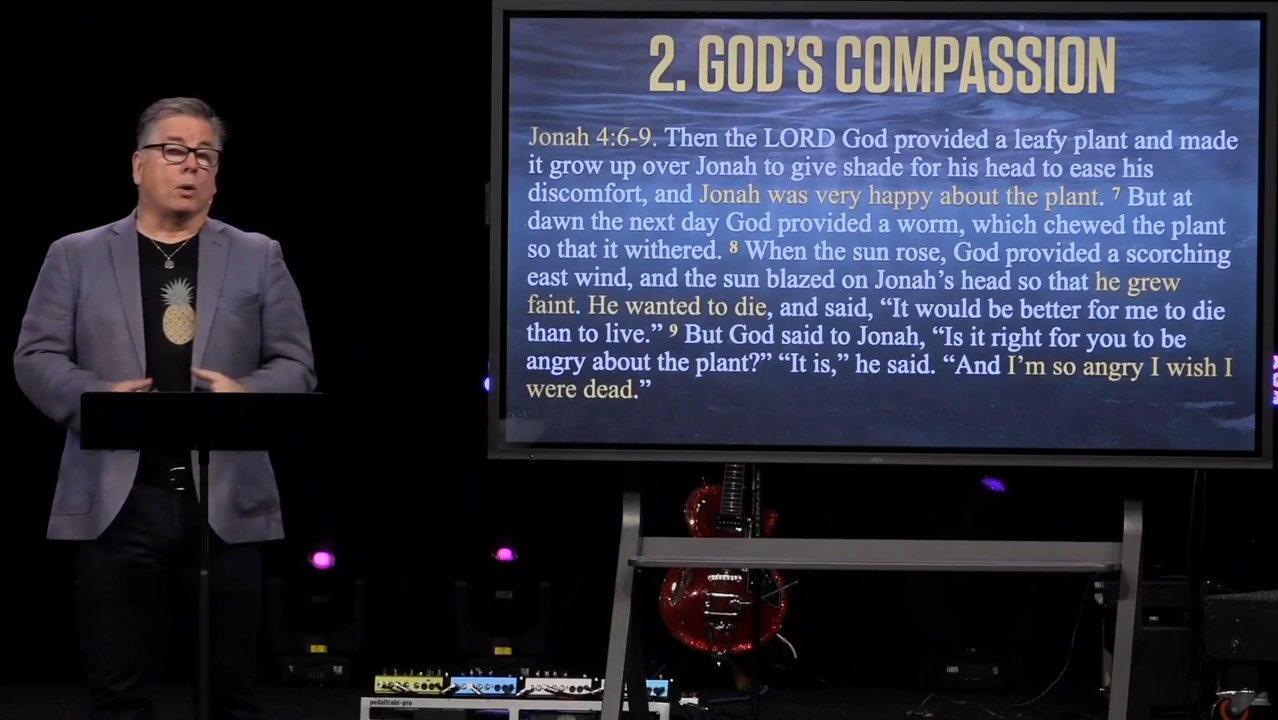 2. GOD'S COMPASSION
Jonah 4:6-9. Then the LORD God provided a leafy plant and made
it grow up over Jonah to give shade for his head to ease his
discomfort, and Jonah was very happy about the plant. 7 But at
dawn the next day God provided a worm, which chewed the plant
so that it withered. 8 When the sun rose, God provided a scorching
east wind, and the sun blazed on Jonah's head so that he grew
faint. He wanted to die, and said, “It would be better for me to die
than to live.” 9 But God said to Jonah, “Is it right for you to be
angry about the plant?” “It is,” he said. “And I'm so angry I wish I
were dead.”
pedaltrain-pro